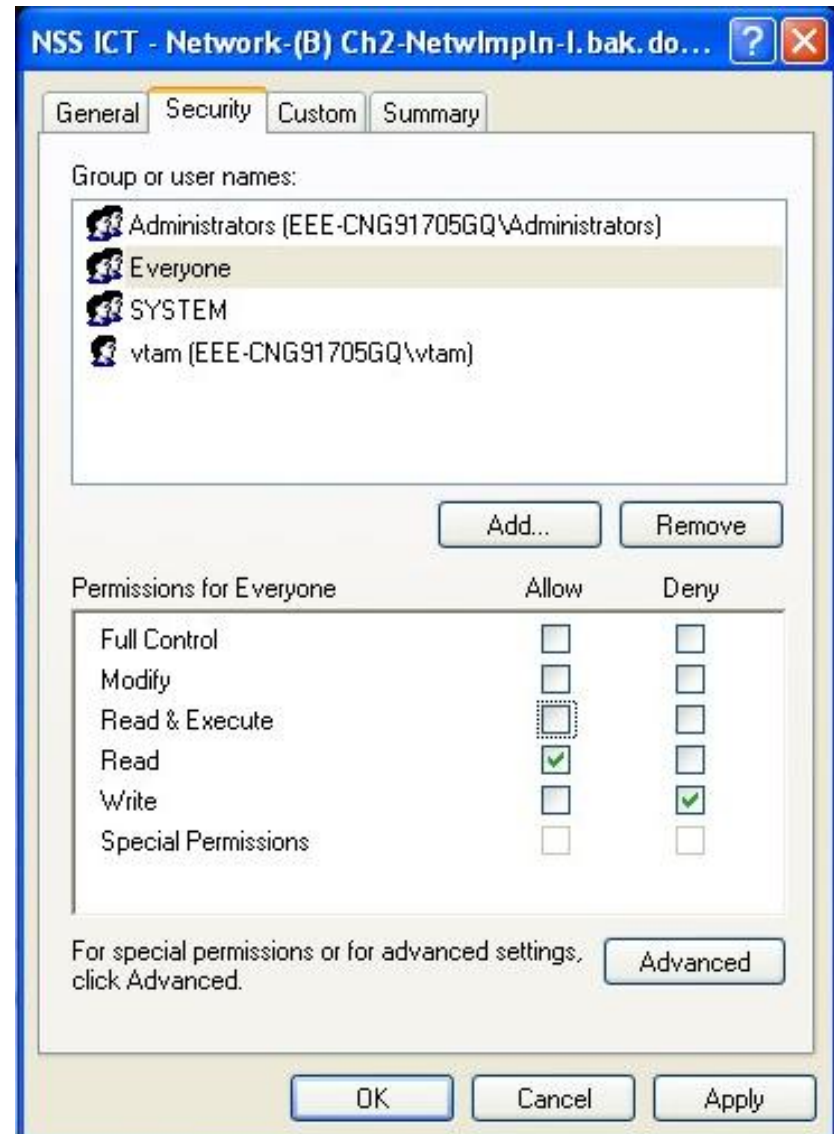 NSS ICT - Network-(B) Ch2-NetwImpln-I.bak.do...
General Security Custom Summary
Group or user names:
Administrators (EEE-CNG91705GQ\Administrators)
Everyone
SYSTEM
vtam (EEE-CNG91705GQ\vtam)
Add... Remove
Permissions for Everyone Allow Deny
Full Control
Modify
Read & Execute
Read
Write
Special Permissions
For special permissions or for advanced settings, Advanced
click Advanced.
OK Cancel Apply